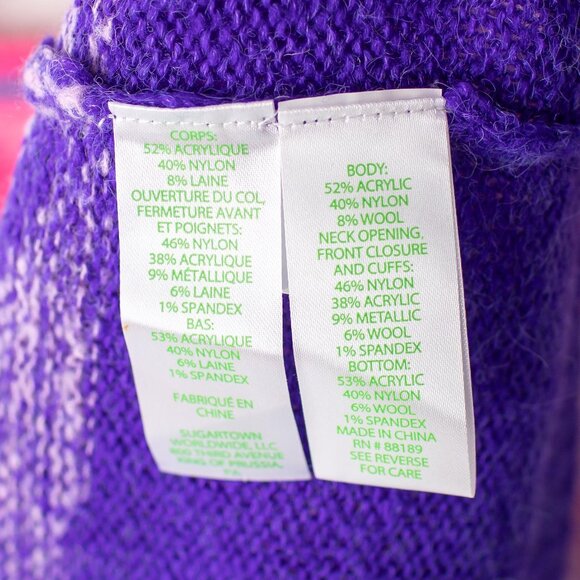 CORPS:
52% ACRYLIQUE
40% NYLON
8% LAINE
OUVERTURE DU COL,
FERMETURE AVANT
ET POIGNETS:
46% NYLON
38% ACRYLIQUE
9% MÉTALLIQUE
6% LAINE
1% SPANDEX
BAS:
53% ACRYLIQUE
40% NYLON
6% LAINE
1% SPANDEX
FABRIQUÉ EN
CHINE
SUGARTOWN
WORLDWIDE, LLC
800 THIRD AVENUE
KING OF PRUSSIA,
PA
BODY:
52% ACRYLIC
40% NYLON
8% WOOL
NECK OPENING,
FRONT CLOSURE
AND CUFFS:
46% NYLON
38% ACRYLIC
9% METALLIC
6% WOOL
1% SPANDEX
BOTTOM:
53% ACRYLIC
40% NYLON
6% WOOL
1% SPANDEX
MADE IN CHINA
RN # 88189
SEE REVERSE
FOR CARE